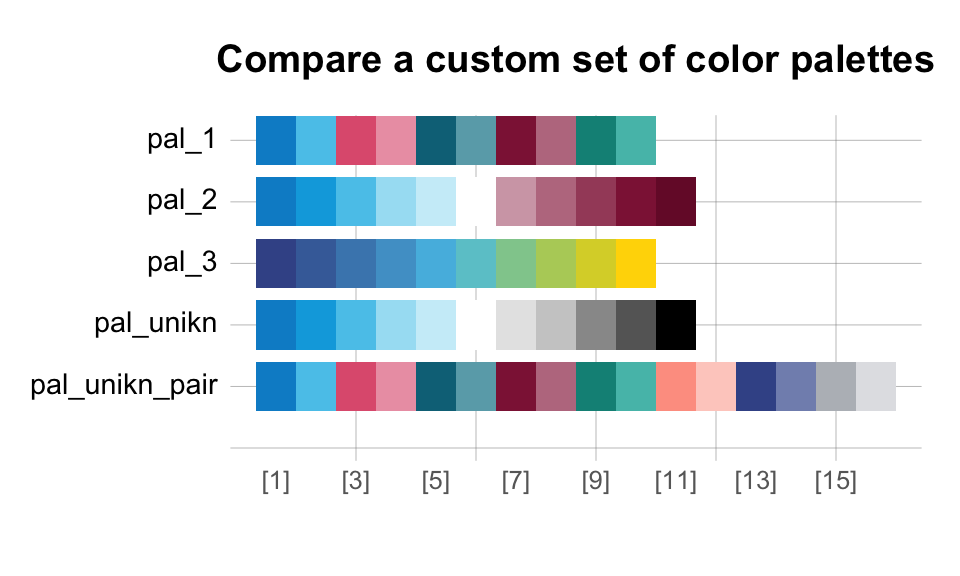 Compare a custom set of color palettes
pal_1
pal_2
pal_3
pal_unikn
pal_unikn_pair
[1] [3] [5] [7] [9] [11] [13] [15]